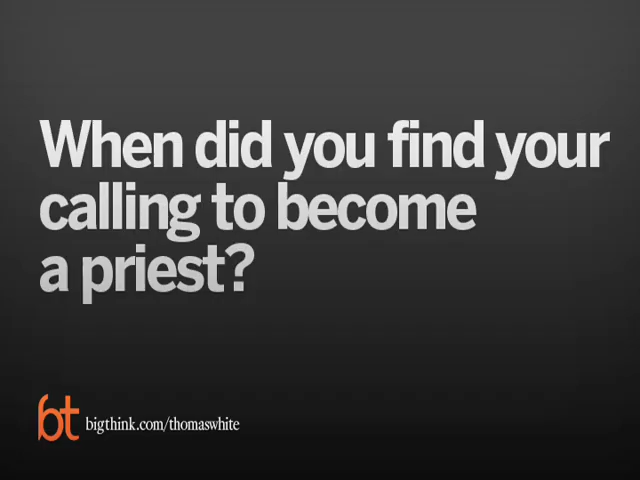 When did you find your
calling to become
a priest?
bt bigthink.com/thomaswhite